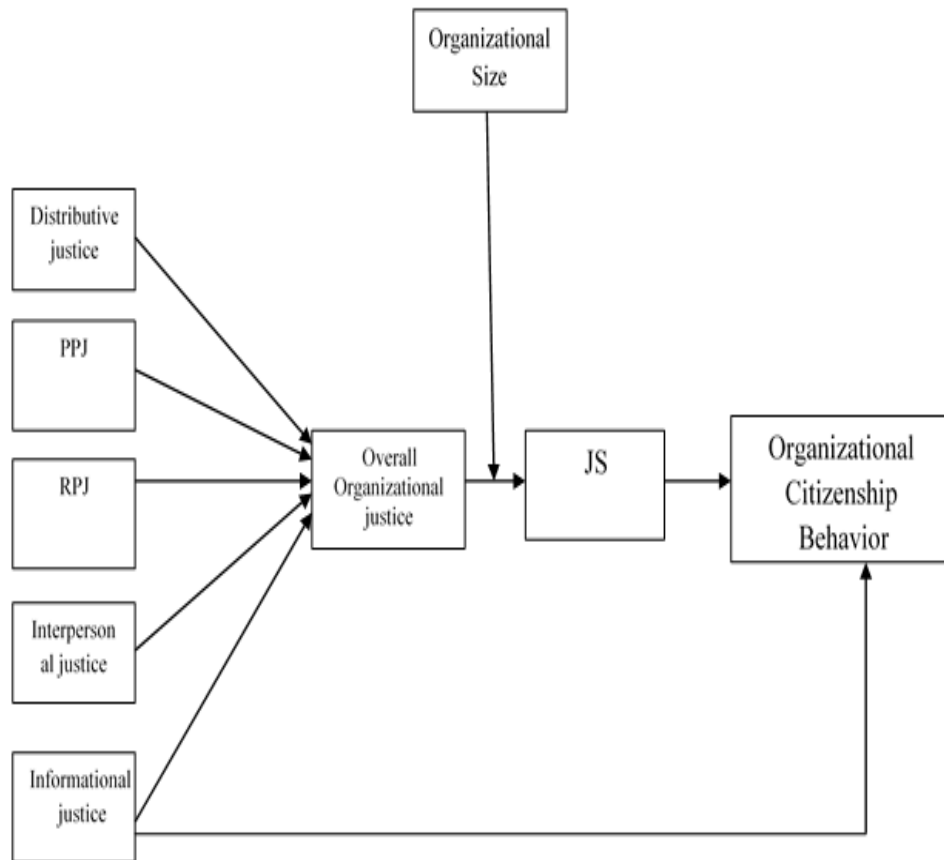 Organizational
Size
Distributive
justice
PPJ
RPJ
Interperson
al justice
Informational
justice
Overall
Organizational
justice
JS
Organizational
Citizenship
Behavior